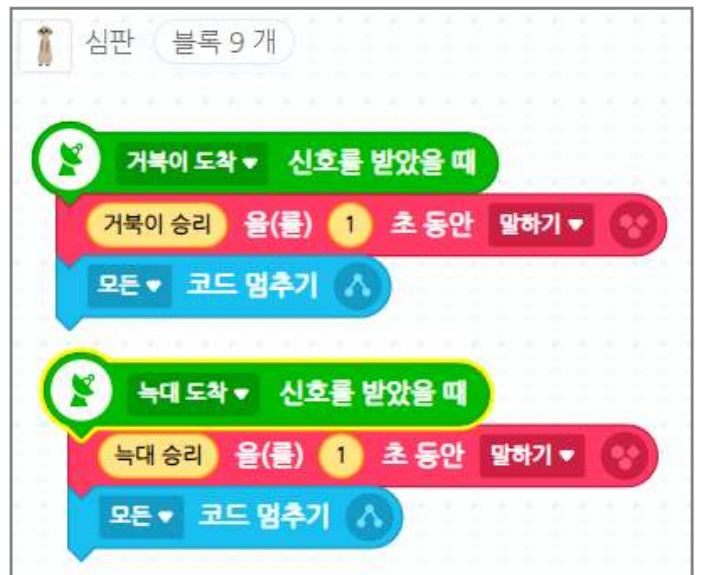 심판 블록 9 개
거북이 도착 신호를 받았을 때
거북이 승리 을(를) 1 초 동안 말하기
모든 코드 멈추기
늑대 도착 신호를 받았을 때
늑대 승리 을(를) 1 초 동안 말하기
모든 코드 멈추기